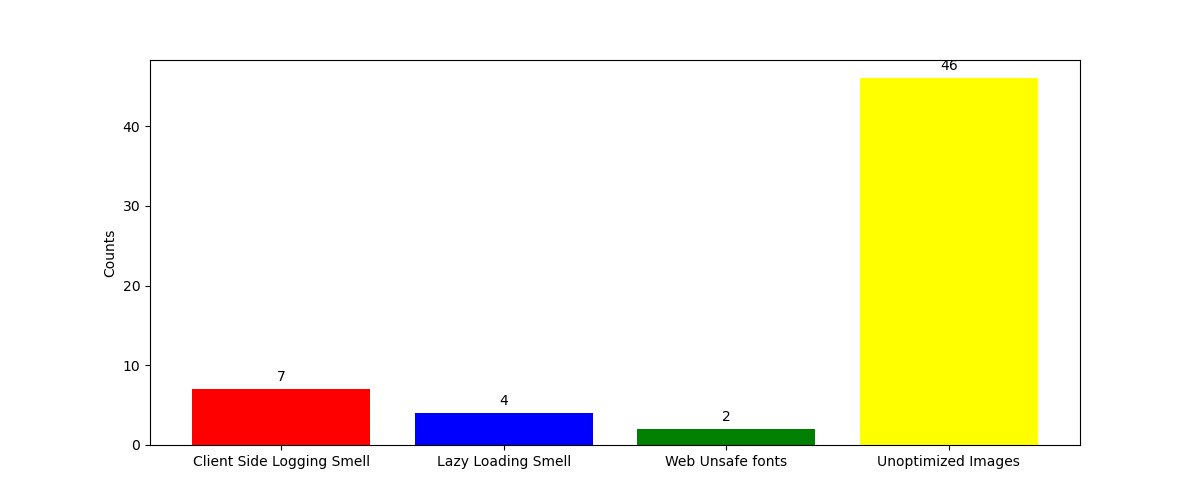 46
40
30
20
10
0
Counts
7
4
2
Client Side Logging Smell
Lazy Loading Smell
Web Unsafe fonts
Unoptimized Images